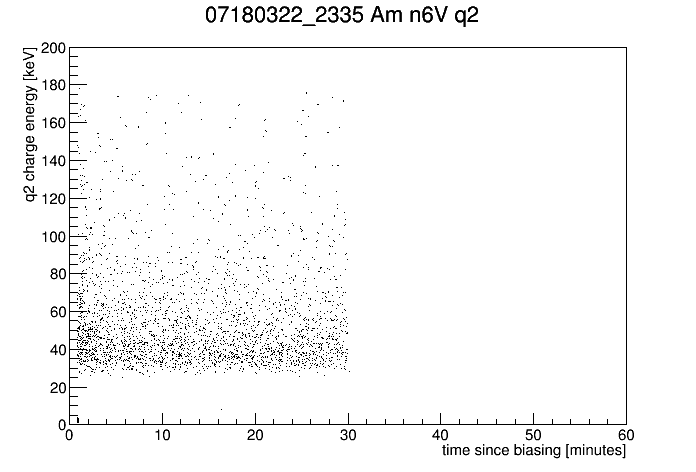 07180322_2335 Am n6V q2
q2 charge energy [keV]
200
180
160
140
120
100
80
60
40
20
0
0 10 20 30 40 50 60
time since biasing [minutes]